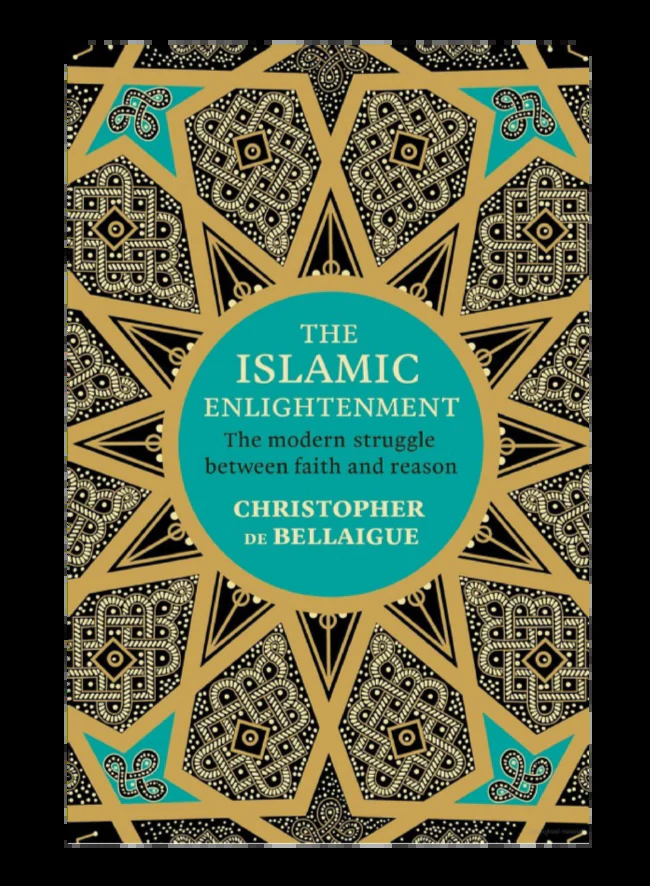 THE
ISLAMIC
ENLIGHTENMENT
The modern struggle
between faith and reason
CHRISTOPHER
DE BELLAIGUE